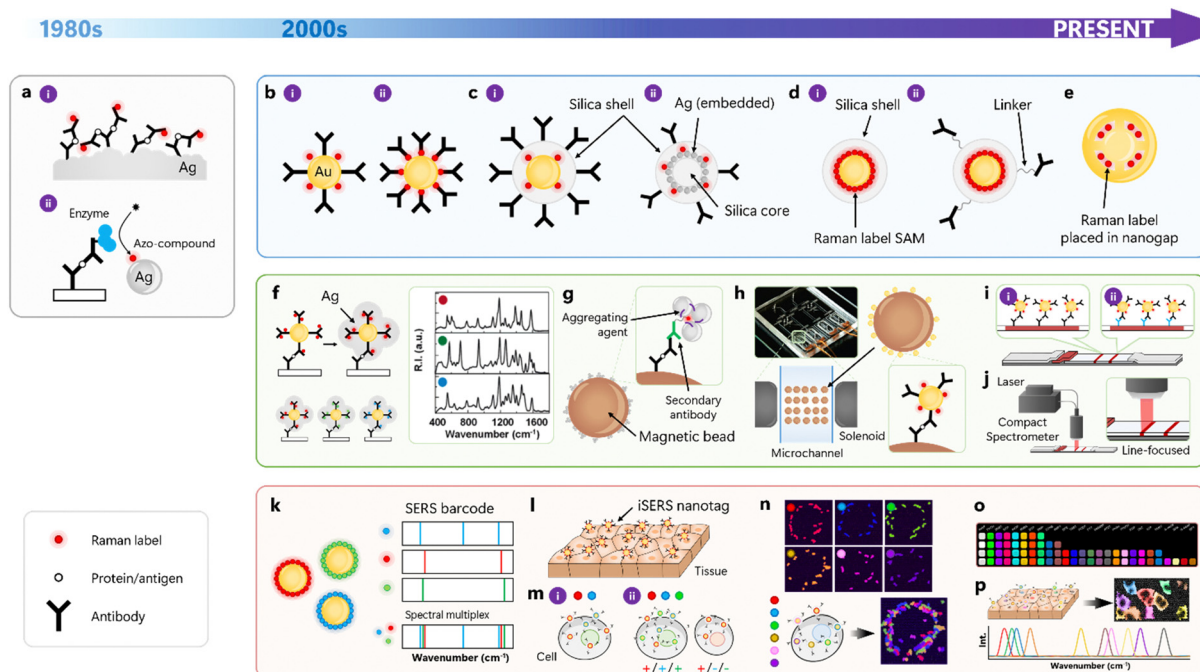 1980s
2000s
PRESENT
a
i
Ag
ii
Enzyme
Azo-compound
Ag
b
i
Au
ii
c
i
Silica shell
ii
Ag (embedded)
Silica core
d
i
Silica shell
Raman label SAM
ii
Linker
e
Raman label
placed in nanogap
f
Ag
R.I. (a.u.)
400
800
1200
1600
Wavenumber (cm⁻¹)
g
Aggregating
agent
Secondary
antibody
Magnetic bead
h
Solenoid
Microchannel
i
i
ii
j
Laser
Compact
Spectrometer
Line-focused
Raman label
Protein/antigen
Antibody
k
SERS barcode
Spectral multiplex
Wavenumber (cm⁻¹)
l
iSERS nanotag
Tissue
m
i
ii
Cell
+/+/+
+/-/-
n
o
p
Int.
Wavenumber (cm⁻¹)